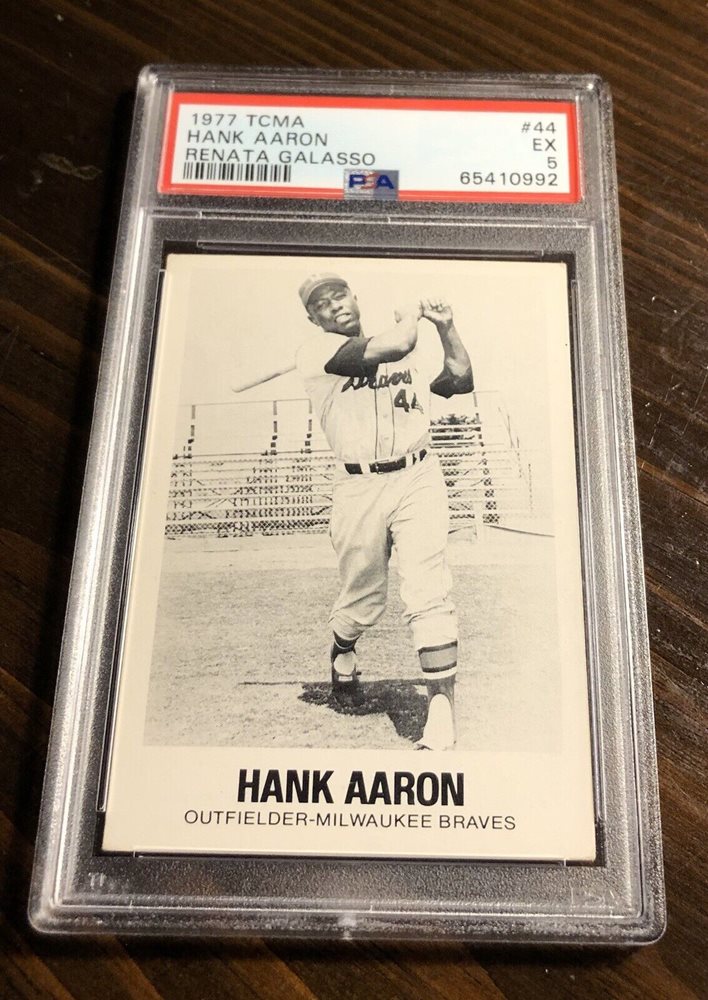 1977 TCMA #44
HANK AARON EX
RENATA GALASSO 5
PSA 65410992
Braves
44
HANK AARON
OUTFIELDER-MILWAUKEE BRAVES